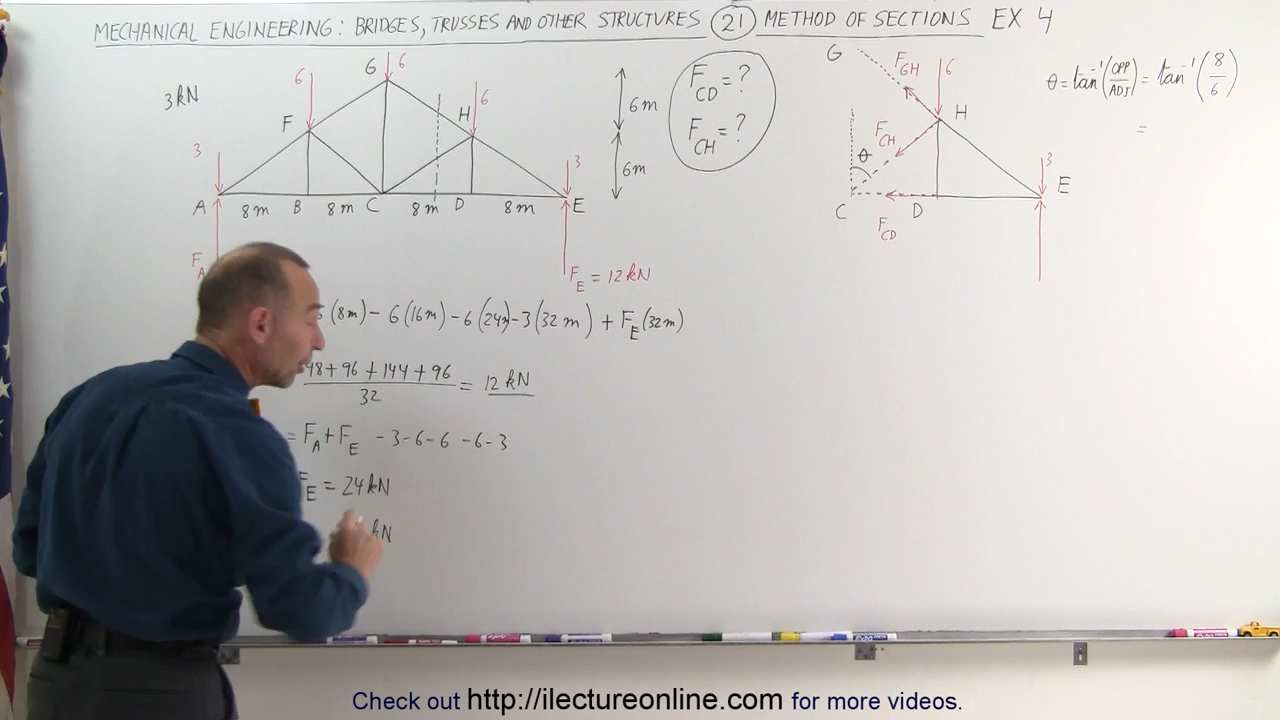 MECHANICAL ENGINEERING: BRIDGES, TRUSSES AND OTHER STRUCTURES (21) METHOD OF SECTIONS EX 4
3kN
6
G
6
6
F
H
3
3
A
8m
B
8m
C
8m
D
8m
E
F_A
F_E = 12kN
6m
6m
F_CD = ?
F_CH = ?
G
F_GH
6
H
F_CH
θ
3
E
C
D
F_CD
θ = tan⁻¹(OPP/ADJ) = tan⁻¹(8/6)
=
(8m) – 6(16m) – 6(24m) – 3(32m) + F_E(32m)
48 + 96 + 144 + 96
32
= 12 kN
= F_A + F_E – 3 – 6 – 6 – 6 – 3
F_E = 24kN
kN
Check out http://ilectureonline.com for more videos.